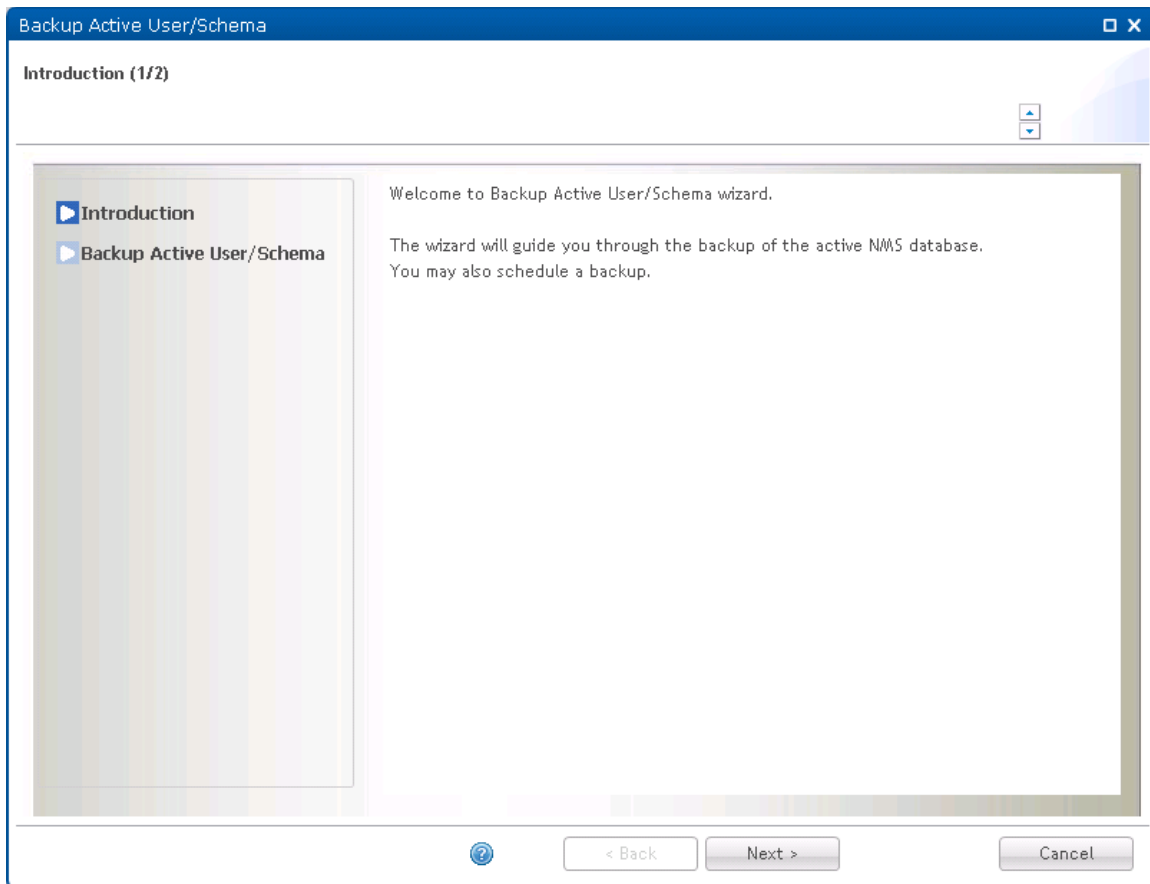 Backup Active User/Schema
Introduction (1/2)
Introduction
Backup Active User/Schema
Welcome to Backup Active User/Schema wizard.
The wizard will guide you through the backup of the active NMS database.
You may also schedule a backup.
?
< Back
Next >
Cancel